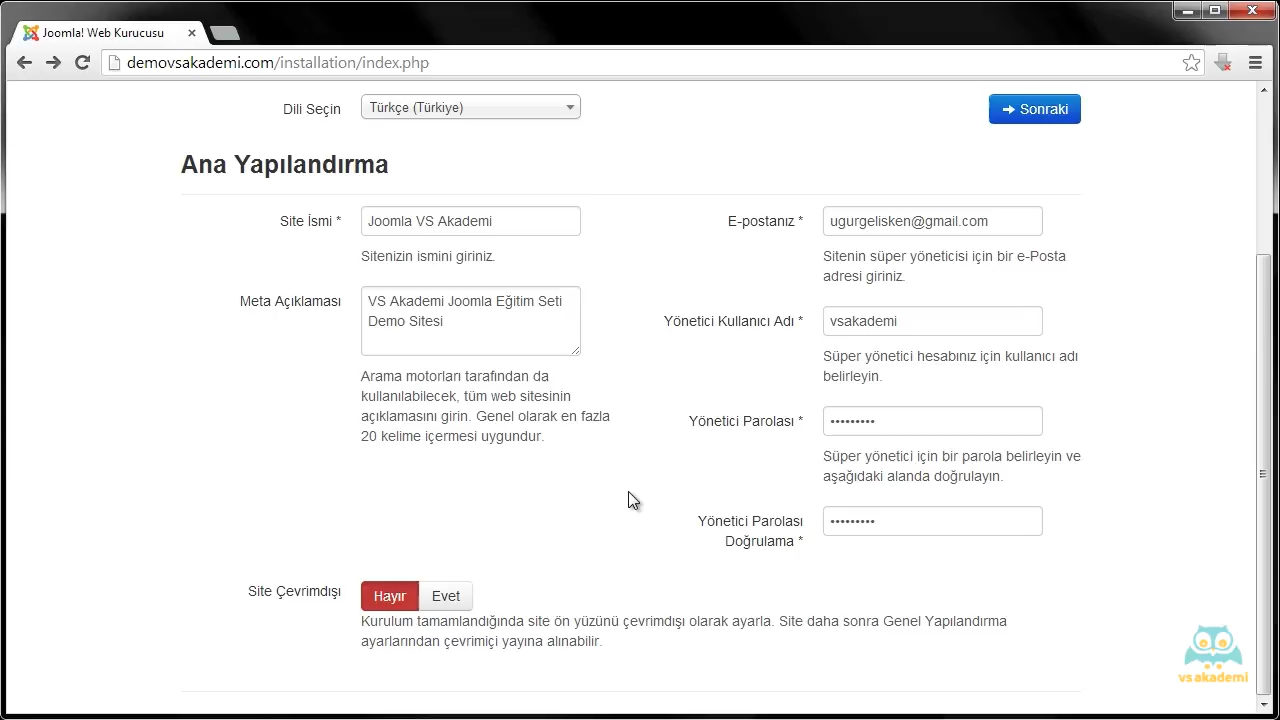 Joomla! Web Kurucusu
demovsakademi.com/installation/index.php
Dili Seçin
Türkçe (Türkiye)
Sonraki
Ana Yapılandırma
Site İsmi *
Joomla VS Akademi
Sitenizin ismini giriniz.
Meta Açıklaması
VS Akademi Joomla Eğitim Seti
Demo Sitesi
Arama motorları tarafından da
kullanılabilecek, tüm web sitesinin
açıklamasını girin. Genel olarak en fazla
20 kelime içermesi uygundur.
E-postanız *
ugurgelisken@gmail.com
Sitenin süper yöneticisi için bir e-Posta
adresi giriniz.
Yönetici Kullanıcı Adı *
vsakademi
Süper yönetici hesabınız için kullanıcı adı
belirleyin.
Yönetici Parolası *
•••••••••
Süper yönetici için bir parola belirleyin ve
aşağıdaki alanda doğrulayın.
Yönetici Parolası
Doğrulama *
•••••••••
Site Çevrimdışı
Hayır
Evet
Kurulum tamamlandığında site ön yüzünü çevrimdışı olarak ayarla. Site daha sonra Genel Yapılandırma
ayarlarından çevrimiçi yayına alınabilir.
vsakademi